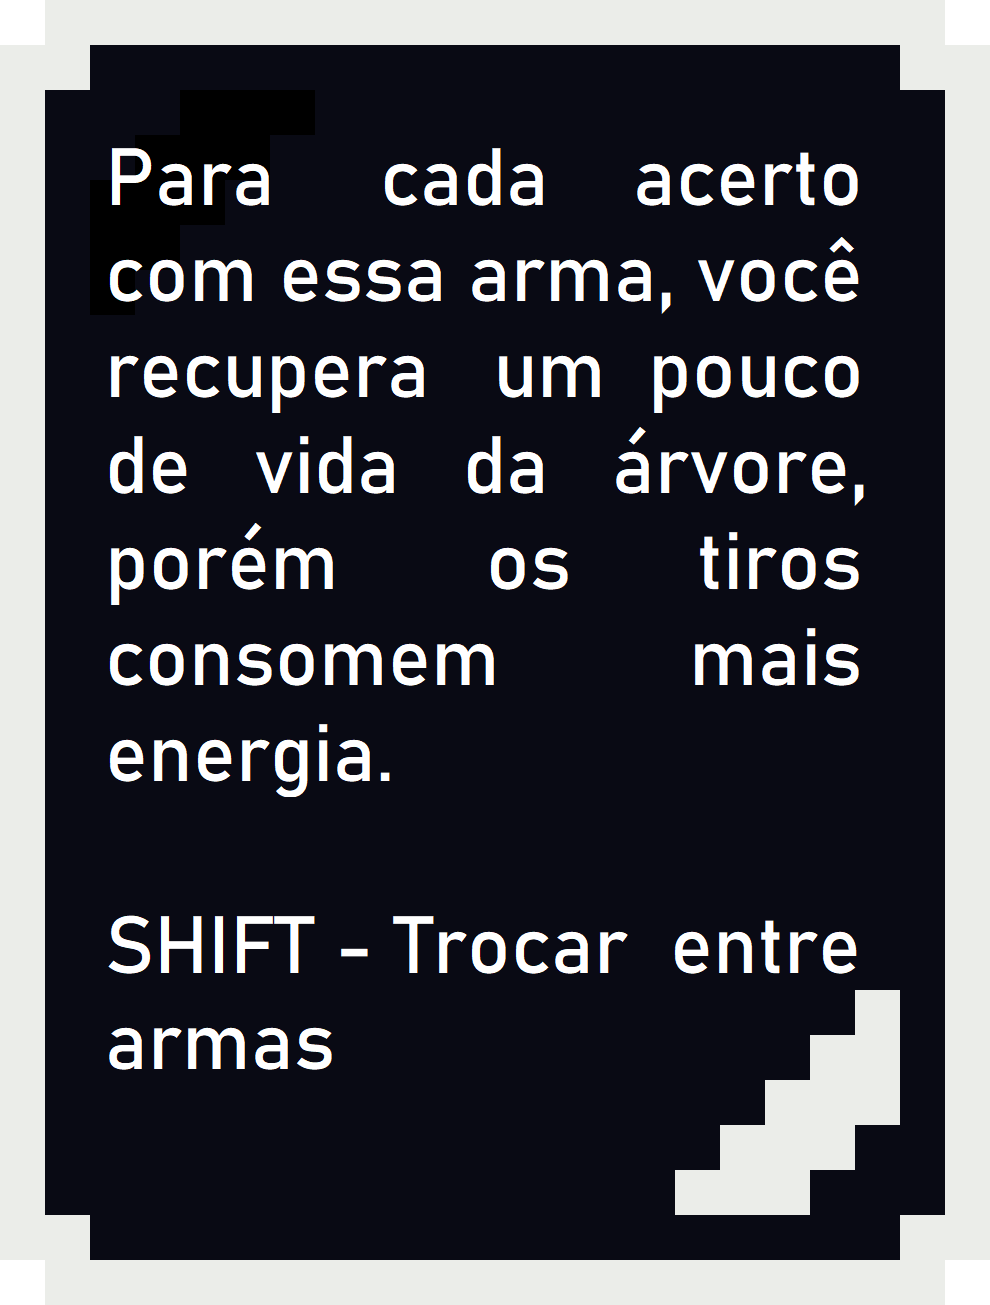 Para cada acerto
com essa arma, você
recupera um pouco
de vida da árvore,
porém os tiros
consomem mais
energia.
SHIFT - Trocar entre
armas